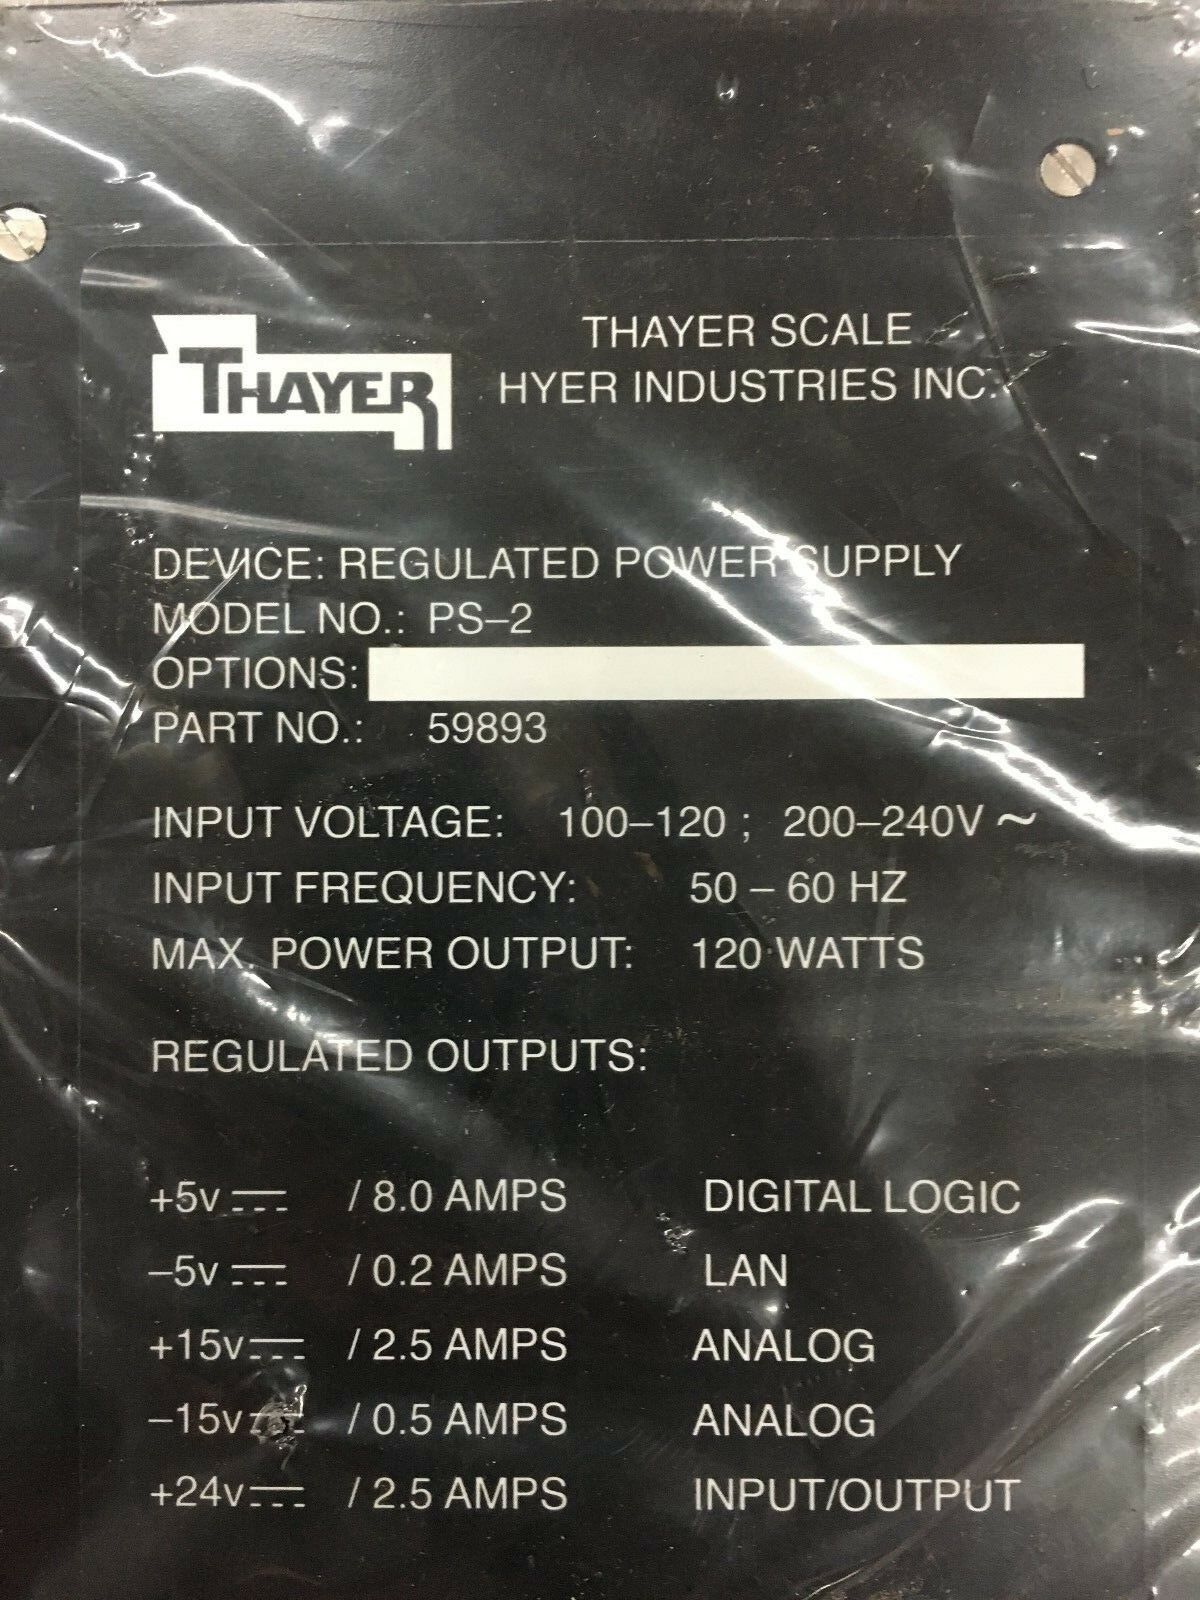 THAYER
THAYER SCALE
HYER INDUSTRIES INC.
DEVICE: REGULATED POWER SUPPLY
MODEL NO.: PS–2
OPTIONS:
PART NO.: 59893
INPUT VOLTAGE: 100–120 ; 200–240V ~
INPUT FREQUENCY: 50 – 60 HZ
MAX. POWER OUTPUT: 120 WATTS
REGULATED OUTPUTS:
+5v ⎓ / 8.0 AMPS DIGITAL LOGIC
–5v ⎓ / 0.2 AMPS LAN
+15v ⎓ / 2.5 AMPS ANALOG
–15v ⎓ / 0.5 AMPS ANALOG
+24v ⎓ / 2.5 AMPS INPUT/OUTPUT